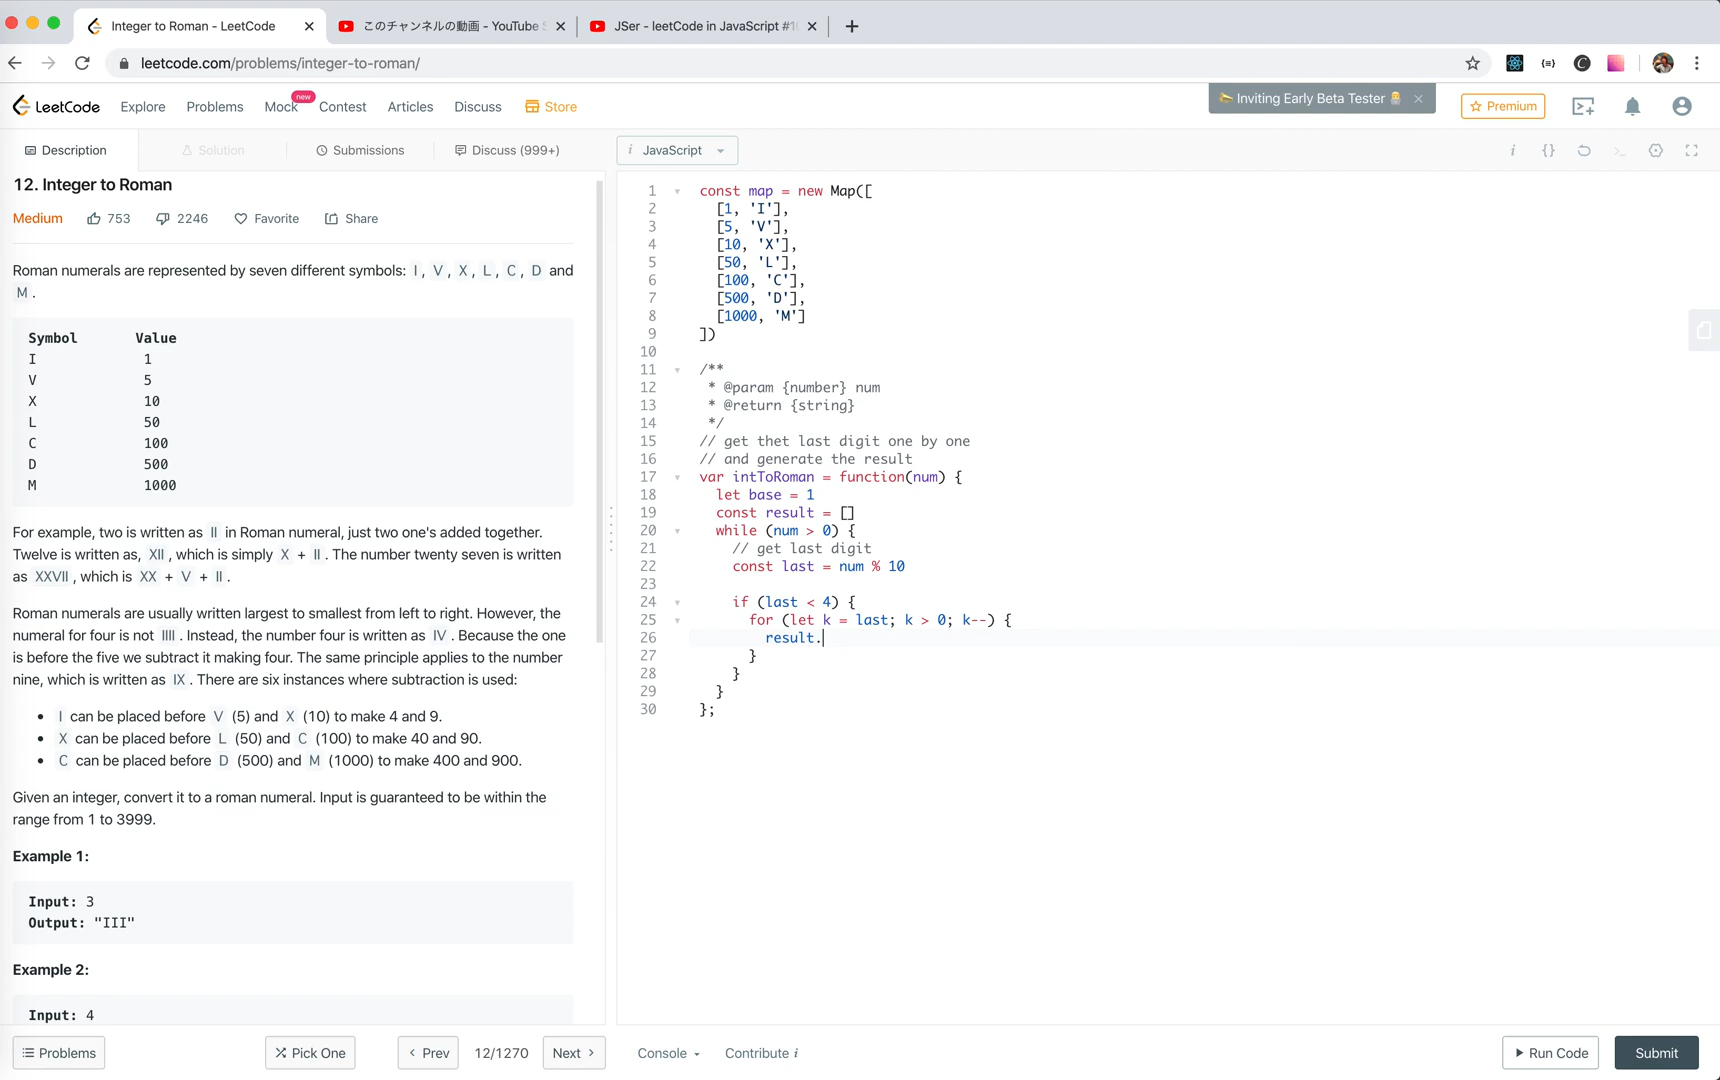 Integer to Roman - LeetCode
このチャンネルの動画 - YouTube
JSer - leetCode in JavaScript #1
leetcode.com/problems/integer-to-roman/
LeetCode
Explore
Problems
Mock
new
Contest
Articles
Discuss
Store
Inviting Early Beta Tester
Premium
Description
Solution
Submissions
Discuss (999+)
JavaScript
12. Integer to Roman
Medium
753
2246
Favorite
Share
Roman numerals are represented by seven different symbols: I, V, X, L, C, D and
M.
Symbol Value
I 1
V 5
X 10
L 50
C 100
D 500
M 1000
For example, two is written as II in Roman numeral, just two one's added together.
Twelve is written as, XII, which is simply X + II. The number twenty seven is written
as XXVII, which is XX + V + II.
Roman numerals are usually written largest to smallest from left to right. However, the
numeral for four is not IIII. Instead, the number four is written as IV. Because the one
is before the five we subtract it making four. The same principle applies to the number
nine, which is written as IX. There are six instances where subtraction is used:
• I can be placed before V (5) and X (10) to make 4 and 9.
• X can be placed before L (50) and C (100) to make 40 and 90.
• C can be placed before D (500) and M (1000) to make 400 and 900.
Given an integer, convert it to a roman numeral. Input is guaranteed to be within the
range from 1 to 3999.
Example 1:
Input: 3
Output: "III"
Example 2:
Input: 4
1 const map = new Map([
2 [1, 'I'],
3 [5, 'V'],
4 [10, 'X'],
5 [50, 'L'],
6 [100, 'C'],
7 [500, 'D'],
8 [1000, 'M']
9 ])
10
11 /**
12 * @param {number} num
13 * @return {string}
14 */
15 // get thet last digit one by one
16 // and generate the result
17 var intToRoman = function(num) {
18 let base = 1
19 const result = []
20 while (num > 0) {
21 // get last digit
22 const last = num % 10
23
24 if (last < 4) {
25 for (let k = last; k > 0; k--) {
26 result.
27 }
28 }
29 }
30 };
Problems
Pick One
Prev
12/1270
Next
Console
Contribute i
Run Code
Submit